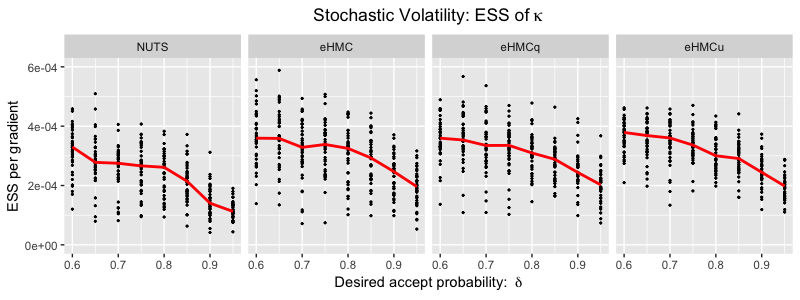 Stochastic Volatility: ESS of κ
NUTS eHMC eHMCq eHMCu
ESS per gradient
6e-04
4e-04
2e-04
0e+00
0.6 0.7 0.8 0.9 0.6 0.7 0.8 0.9 0.6 0.7 0.8 0.9 0.6 0.7 0.8 0.9
Desired accept probability: δ